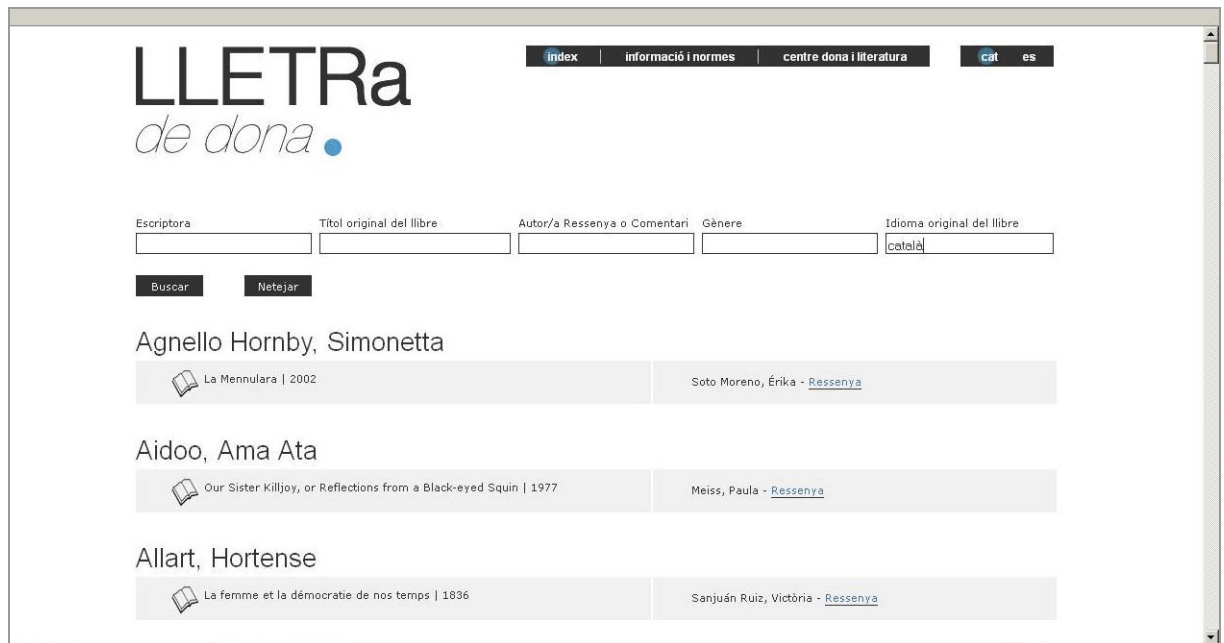 LLETRa
de dona.
index | informació i normes | centre dona i literatura
cat es
Escriptora Títol original del llibre Autor/a Ressenya o Comentari Gènere Idioma original del llibre
català
Buscar Netejar
Agnello Hornby, Simonetta
La Mennulara | 2002 Soto Moreno, Érika - Ressenya
Aidoo, Ama Ata
Our Sister Killjoy, or Reflections from a Black-eyed Squin | 1977 Meiss, Paula - Ressenya
Allart, Hortense
La femme et la démocratie de nos temps | 1836 Sanjuán Ruiz, Victòria - Ressenya